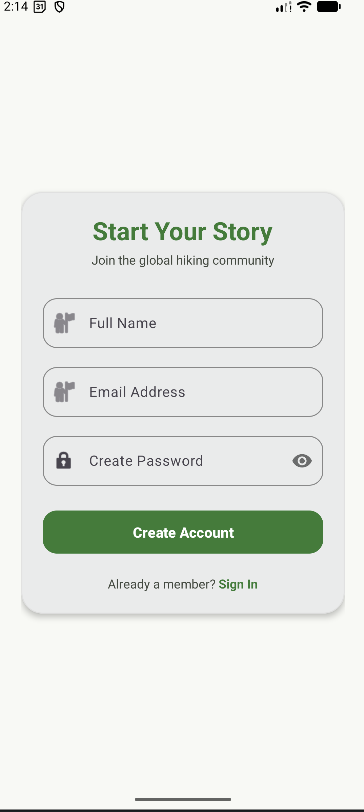 2:14 31
Start Your Story
Join the global hiking community
Full Name
Email Address
Create Password
Create Account
Already a member? Sign In